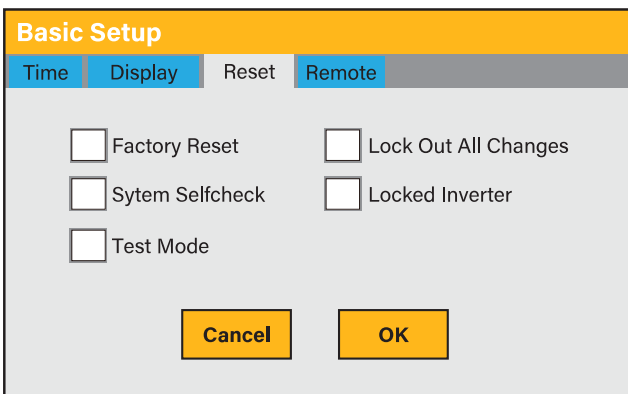 Basic Setup
Time Display Reset Remote
Factory Reset Lock Out All Changes
Sytem Selfcheck Locked Inverter
Test Mode
Cancel OK